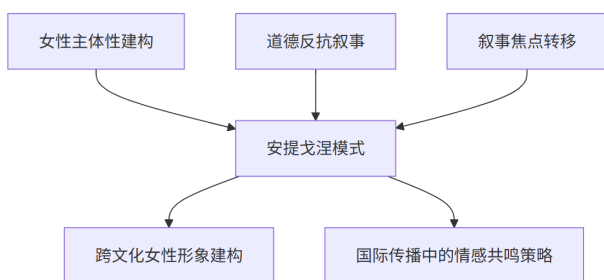 女性主体性建构
道德反抗叙事
叙事焦点转移
安提戈涅模式
跨文化女性形象建构
国际传播中的情感共鸣策略